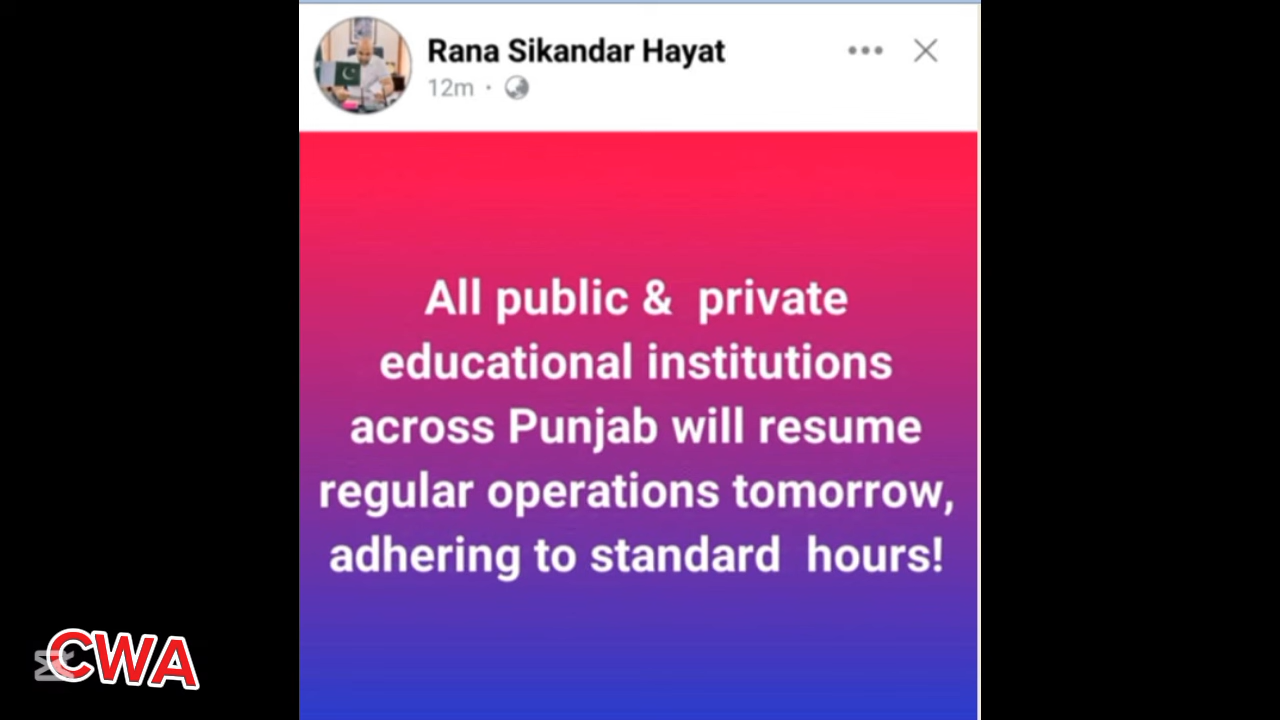 Rana Sikandar Hayat
12m ·
All public & private
educational institutions
across Punjab will resume
regular operations tomorrow,
adhering to standard hours!
CWA